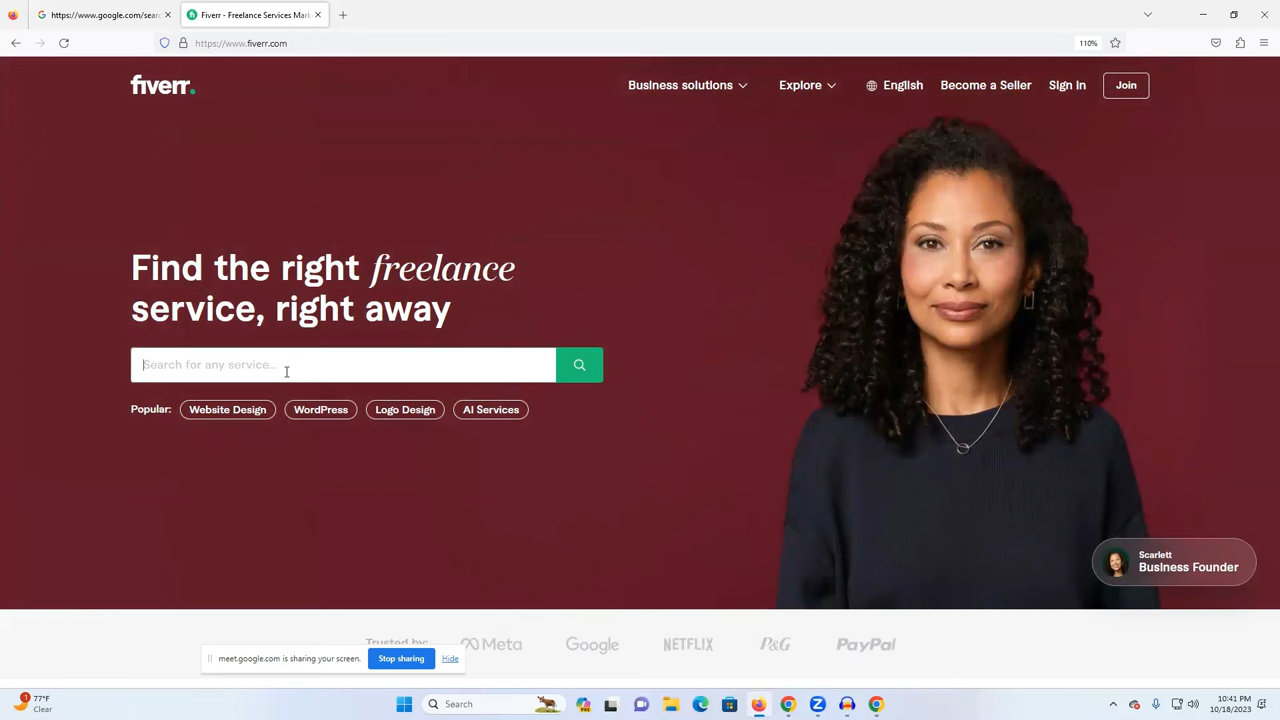 https://www.google.com/sear
Fiverr - Freelance Services Mar
https://www.fiverr.com
110%
fiverr.
Business solutions
Explore
English
Become a Seller
Sign In
Join
Find the right freelance
service, right away
Search for any service...
Popular:
Website Design
WordPress
Logo Design
AI Services
Scarlett
Business Founder
Trusted by:
Meta
Google
NETFLIX
P&G
PayPal
meet.google.com is sharing your screen.
Stop sharing
Hide
1
77°F
Clear
Search
10:41 PM
10/18/2023